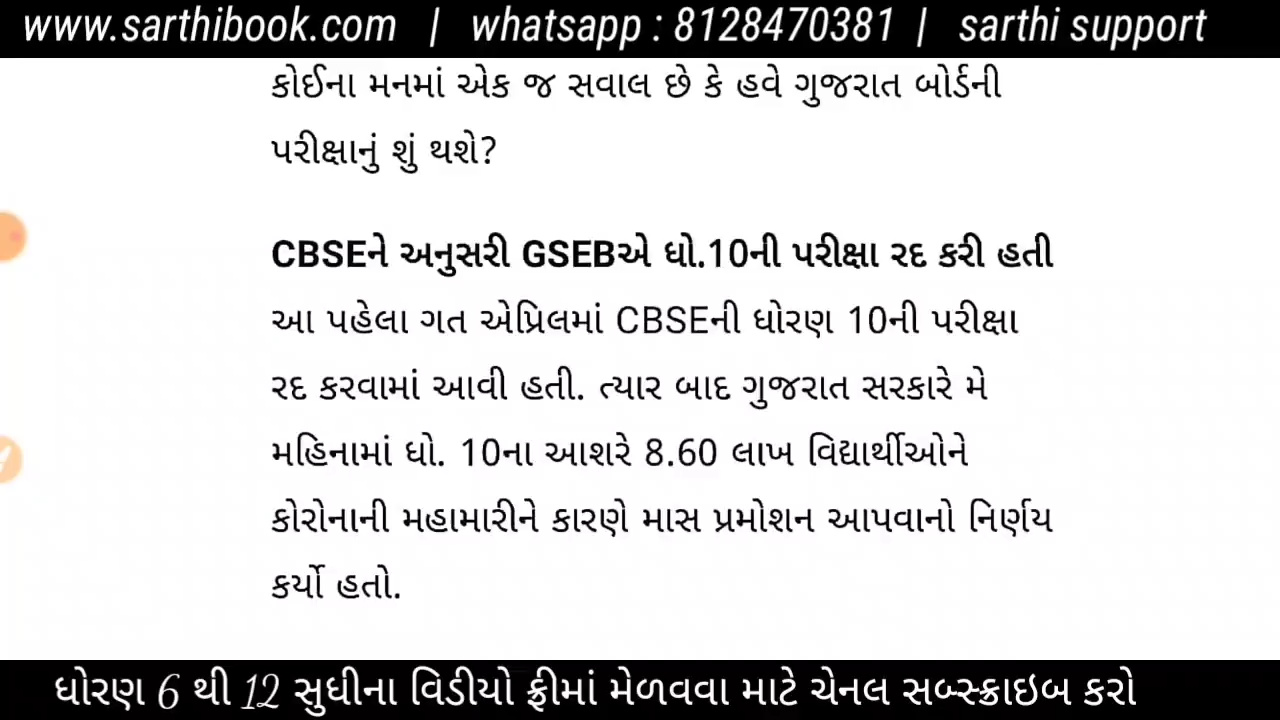 www.sarthibook.com | whatsapp : 8128470381 | sarthi support
કોઈના મનમાં એક જ સવાલ છે કે હવે ગુજરાત બોર્ડની
પરીક્ષાનું શું થશે?
CBSEને અનુસરી GSEBએ ધો.10ની પરીક્ષા રદ કરી હતી
આ પહેલા ગત એપ્રિલમાં CBSEની ધોરણ 10ની પરીક્ષા
રદ કરવામાં આવી હતી. ત્યાર બાદ ગુજરાત સરકારે મે
મહિનામાં ધો. 10ના આશરે 8.60 લાખ વિદ્યાર્થીઓને
કોરોનાની મહામારીને કારણે માસ પ્રમોશન આપવાનો નિર્ણય
કર્યો હતો.
ધોરણ 6 થી 12 સુધીના વિડીયો ફ્રીમાં મેળવવા માટે ચેનલ સબ્સ્ક્રાઇબ કરો